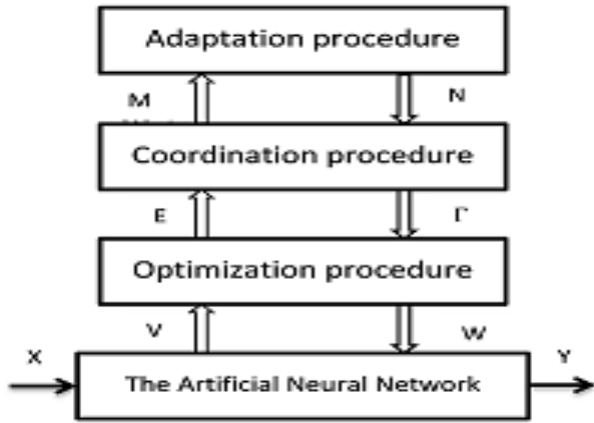 Adaptation procedure
M N
Coordination procedure
E Γ
Optimization procedure
V W
X Y
The Artificial Neural Network